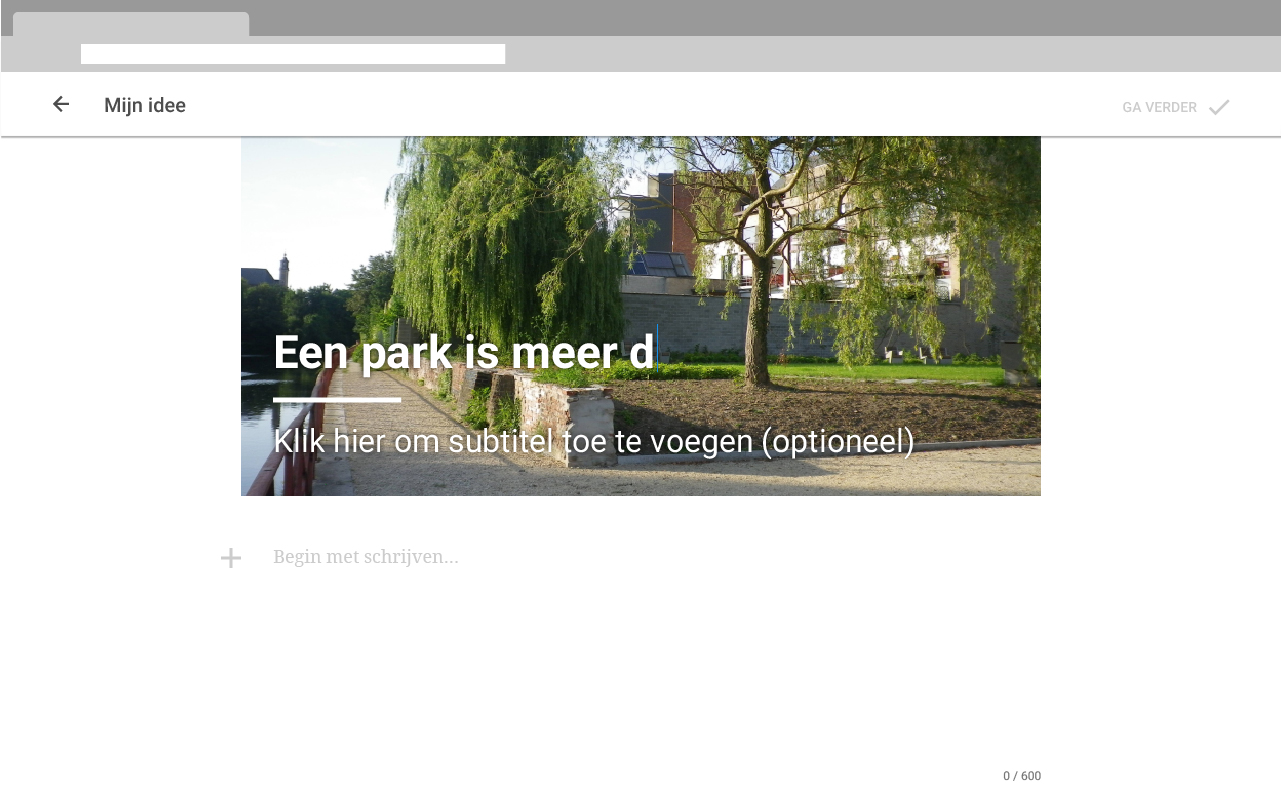 Mijn idee
GA VERDER
Een park is meer d
Klik hier om subtitel toe te voegen (optioneel)
Begin met schrijven...
0 / 600